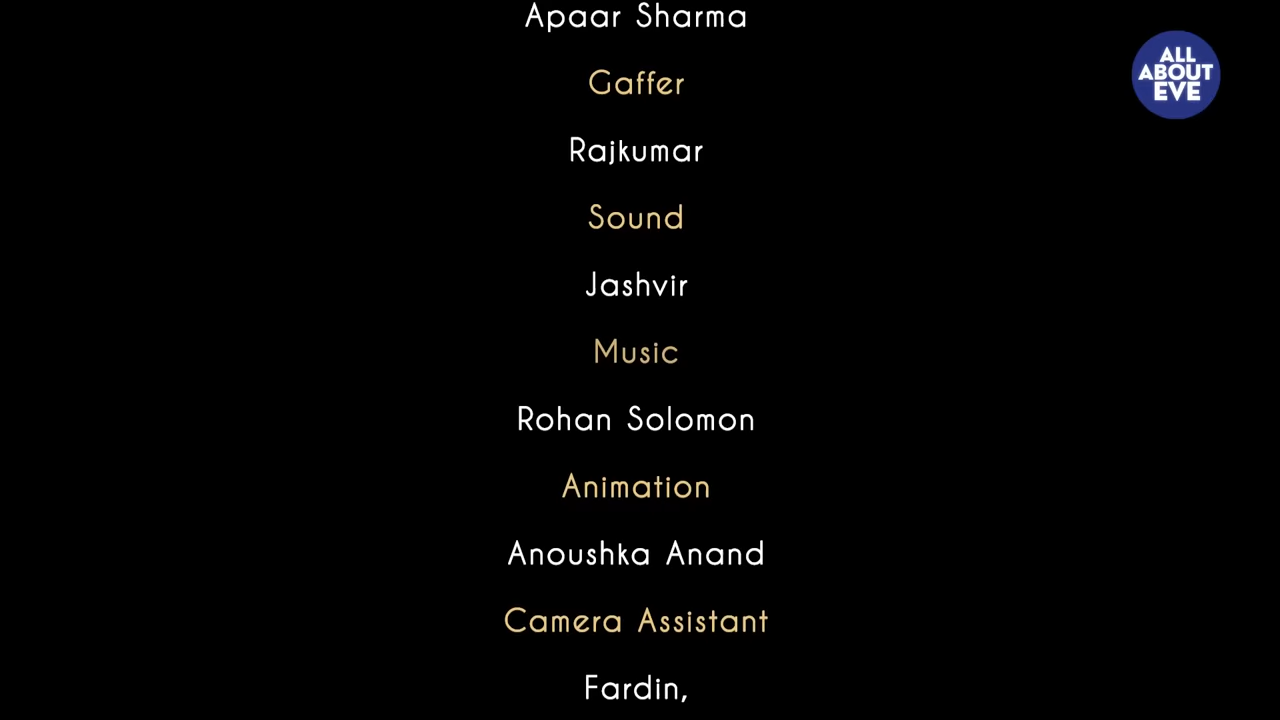 Apaar Sharma
Gaffer
Rajkumar
Sound
Jashvir
Music
Rohan Solomon
Animation
Anoushka Anand
Camera Assistant
Fardin,
ALL
ABOUT
EVE